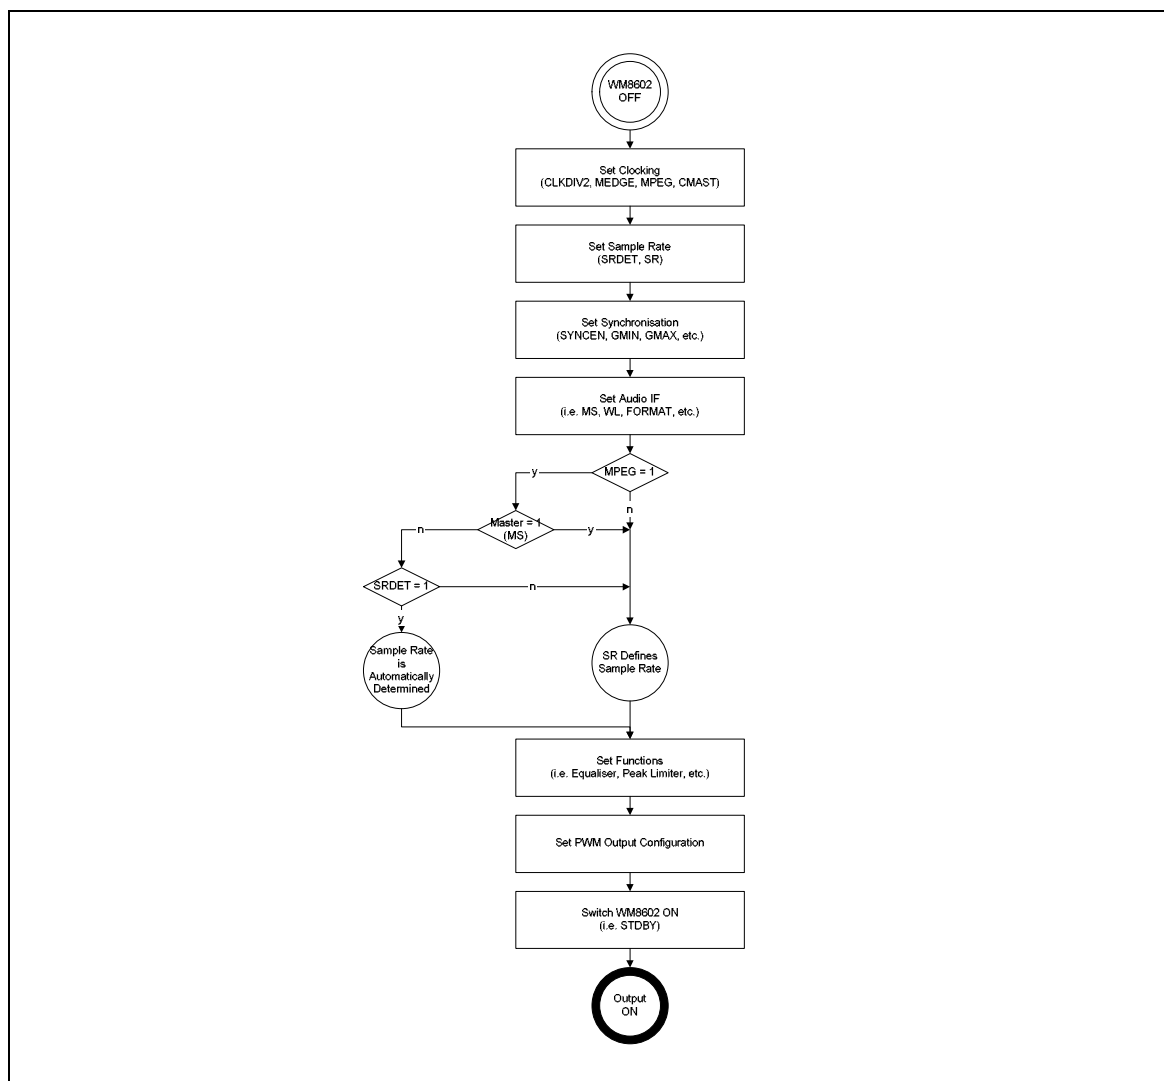 WM8602
OFF
Set Clocking
(CLKDIV2, MEDGE, MPEG, CMAST)
Set Sample Rate
(SRDET, SR)
Set Synchronisation
(SYNCEN, GMIN, GMAX, etc.)
Set Audio IF
(i.e. MS, WL, FORMAT, etc.)
y
MPEG = 1
n
n
Master = 1
(MS)
y
SRDET = 1
n
y
Sample Rate
is
Automatically
Determined
SR Defines
Sample Rate
Set Functions
(i.e. Equaliser, Peak Limiter, etc.)
Set PWM Output Configuration
Switch WM8602 ON
(i.e. STDBY)
Output
ON